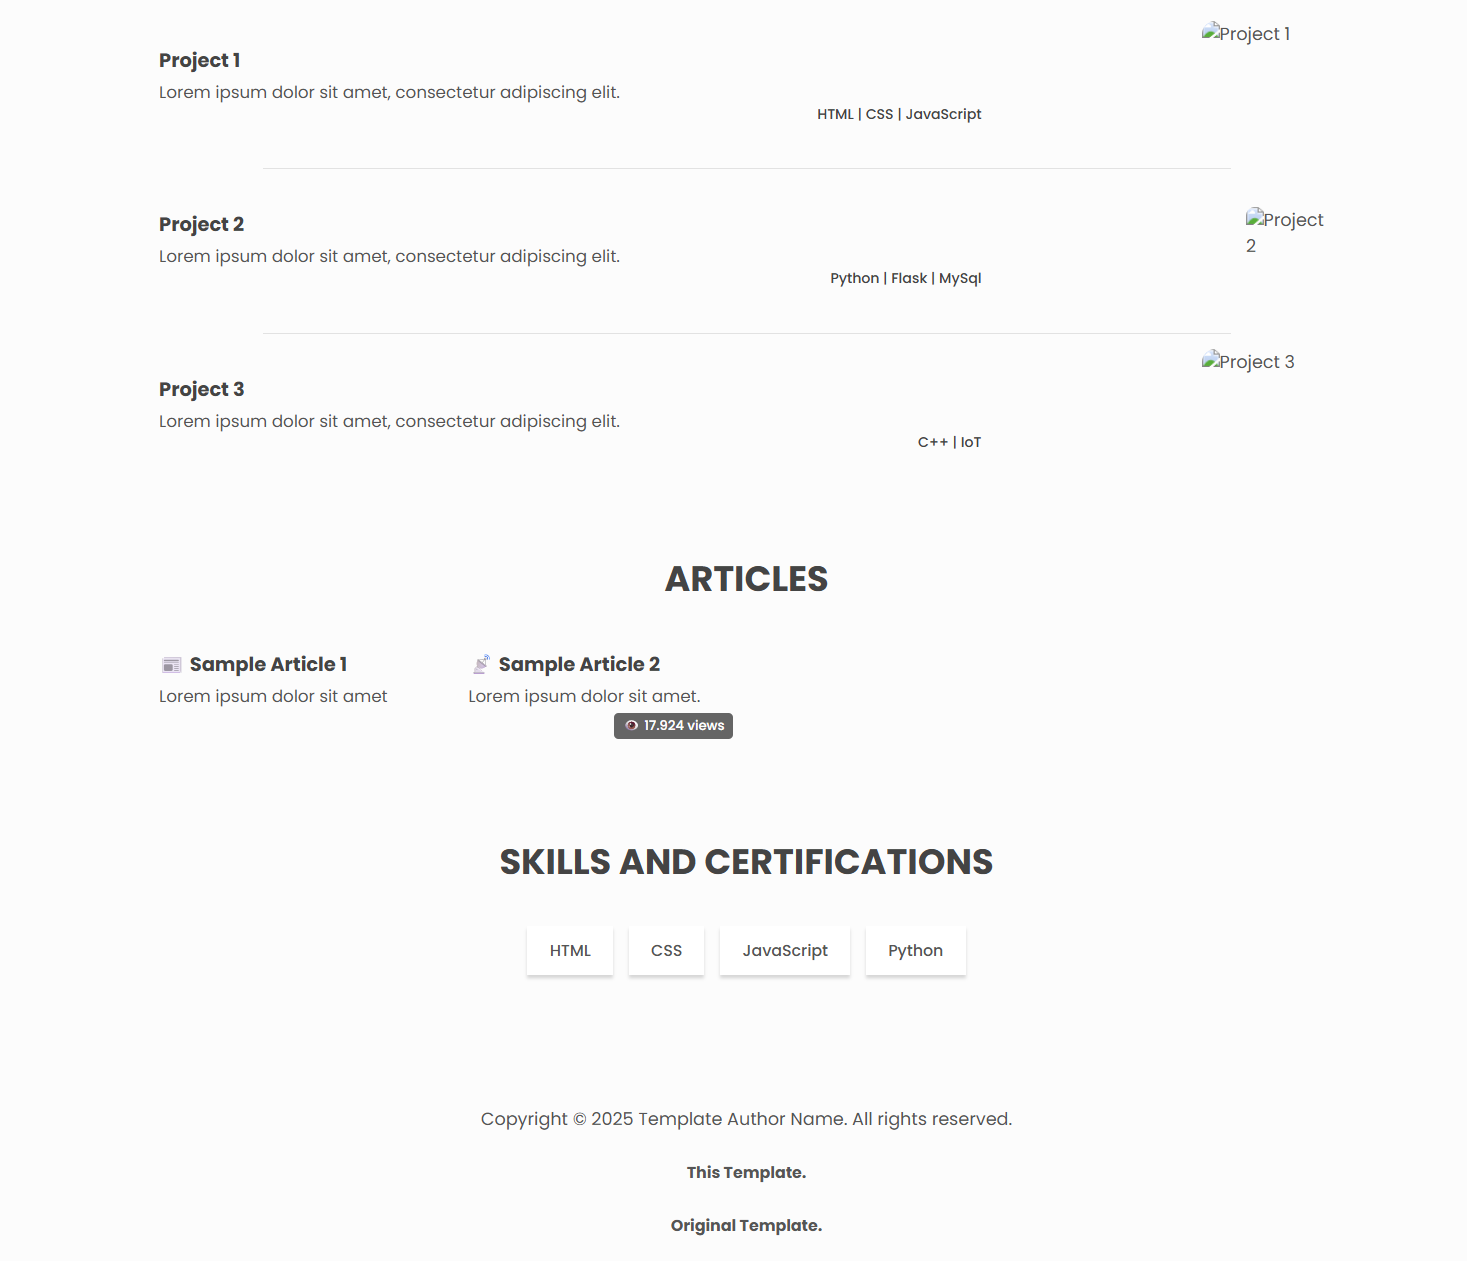 Project 1
Project 1
Lorem ipsum dolor sit amet, consectetur adipiscing elit.
HTML | CSS | JavaScript
Project 2
Project
2
Lorem ipsum dolor sit amet, consectetur adipiscing elit.
Python | Flask | MySql
Project 3
Project 3
Lorem ipsum dolor sit amet, consectetur adipiscing elit.
C++ | IoT
ARTICLES
Sample Article 1
Lorem ipsum dolor sit amet
Sample Article 2
Lorem ipsum dolor sit amet.
17.924 views
SKILLS AND CERTIFICATIONS
HTML
CSS
JavaScript
Python
Copyright © 2025 Template Author Name. All rights reserved.
This Template.
Original Template.